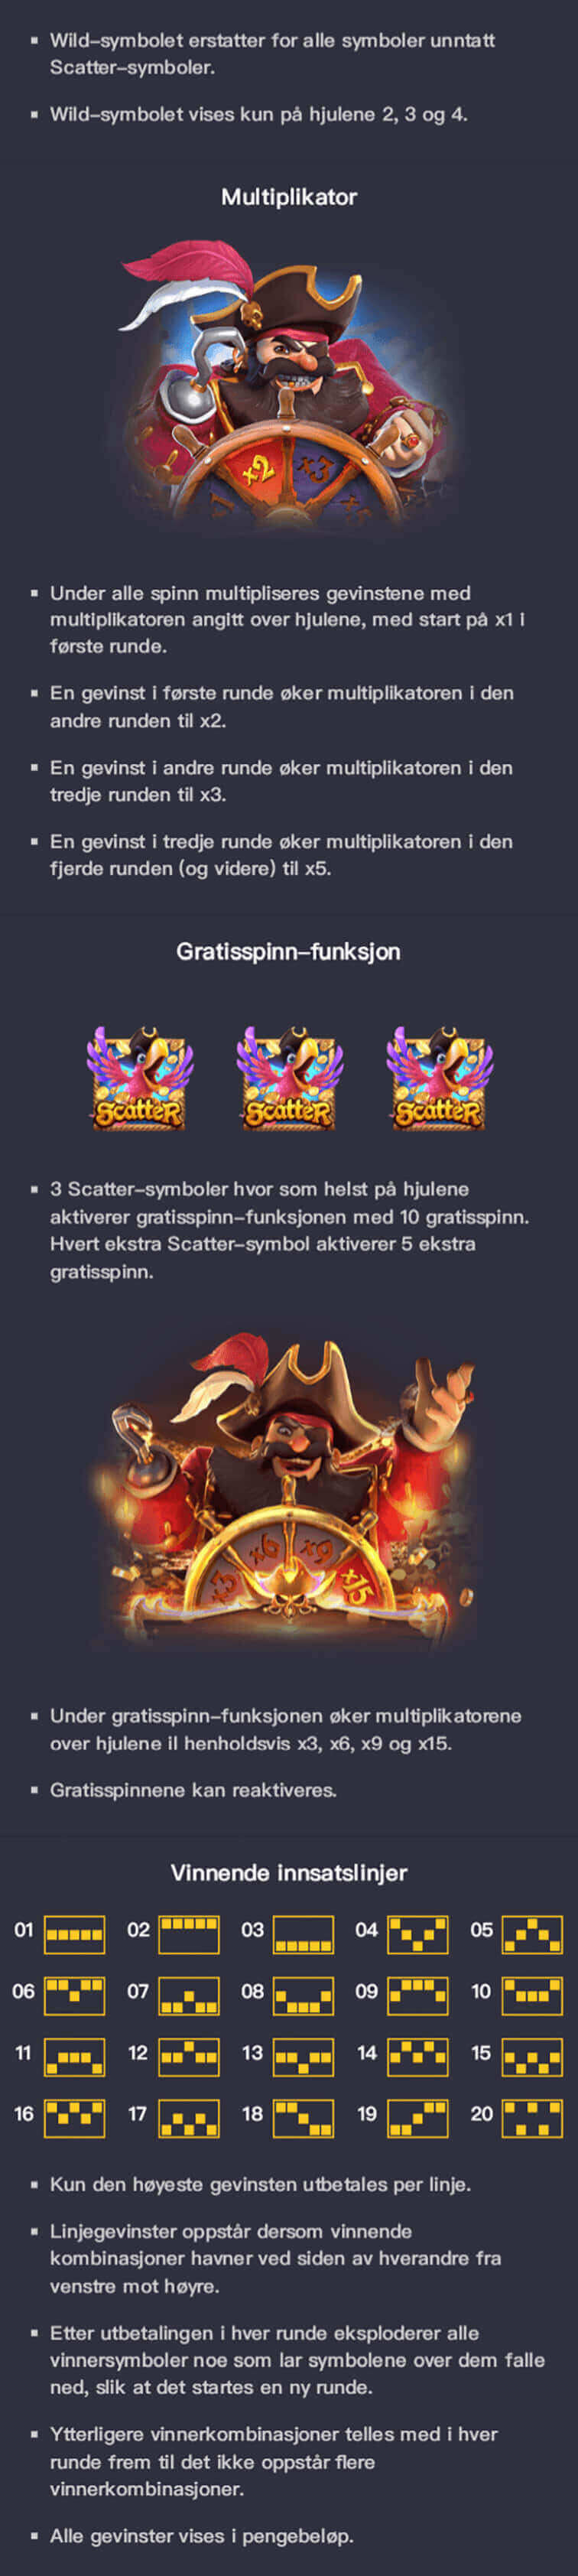 ▪ Wild-symbolet erstatter for alle symboler unntatt
Scatter-symboler.
▪ Wild-symbolet vises kun på hjulene 2, 3 og 4.
Multiplikator
x2 x3
▪ Under alle spinn multipliseres gevinstene med
multiplikatoren angitt over hjulene, med start på x1 i
første runde.
▪ En gevinst i første runde øker multiplikatoren i den
andre runden til x2.
▪ En gevinst i andre runde øker multiplikatoren i den
tredje runden til x3.
▪ En gevinst i tredje runde øker multiplikatoren i den
fjerde runden (og videre) til x5.
Gratisspinn-funksjon
SCatteR SCatteR SCatteR
▪ 3 Scatter-symboler hvor som helst på hjulene
aktiverer gratisspinn-funksjonen med 10 gratisspinn.
Hvert ekstra Scatter-symbol aktiverer 5 ekstra
gratisspinn.
x3 x6 x9 x15
▪ Under gratisspinn-funksjonen øker multiplikatorene
over hjulene il henholdsvis x3, x6, x9 og x15.
▪ Gratisspinnene kan reaktiveres.
Vinnende innsatslinjer
01 02 03 04 05
06 07 08 09 10
11 12 13 14 15
16 17 18 19 20
▪ Kun den høyeste gevinsten utbetales per linje.
▪ Linjegevinster oppstår dersom vinnende
kombinasjoner havner ved siden av hverandre fra
venstre mot høyre.
▪ Etter utbetalingen i hver runde eksploderer alle
vinnersymboler noe som lar symbolene over dem falle
ned, slik at det startes en ny runde.
▪ Ytterligere vinnerkombinasjoner telles med i hver
runde frem til det ikke oppstår flere
vinnerkombinasjoner.
▪ Alle gevinster vises i pengebeløp.